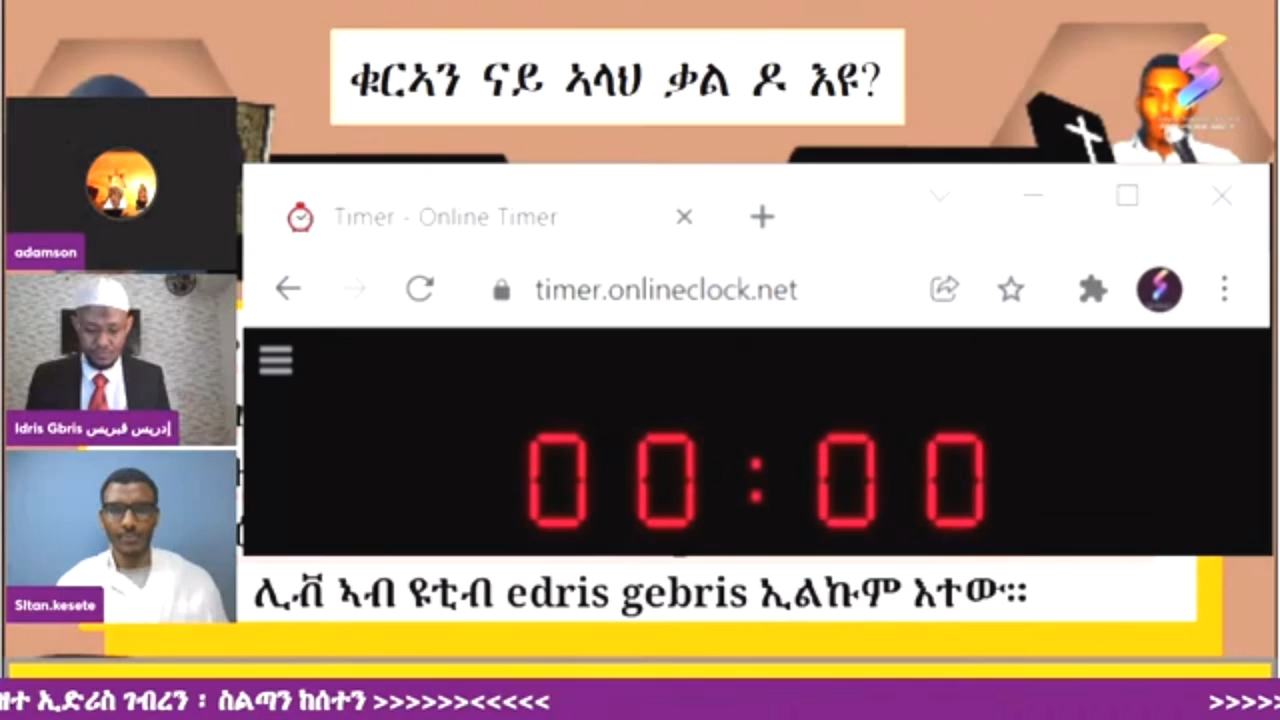 ቁርኣን ናይ ኣላህ ቃል ዶ እዩ?
adamson
Timer - Online Timer
timer.onlineclock.net
Idris Gbris إدريس قبريس
00:00
Sltan.kesete
ሊቭ ኣብ ዩቲብ edris gebris ኢልኩም እተው።
ኢድሪስ ገብረን ፡ ስልጣን ከሰተን >>>>>><<<<< >>>>>